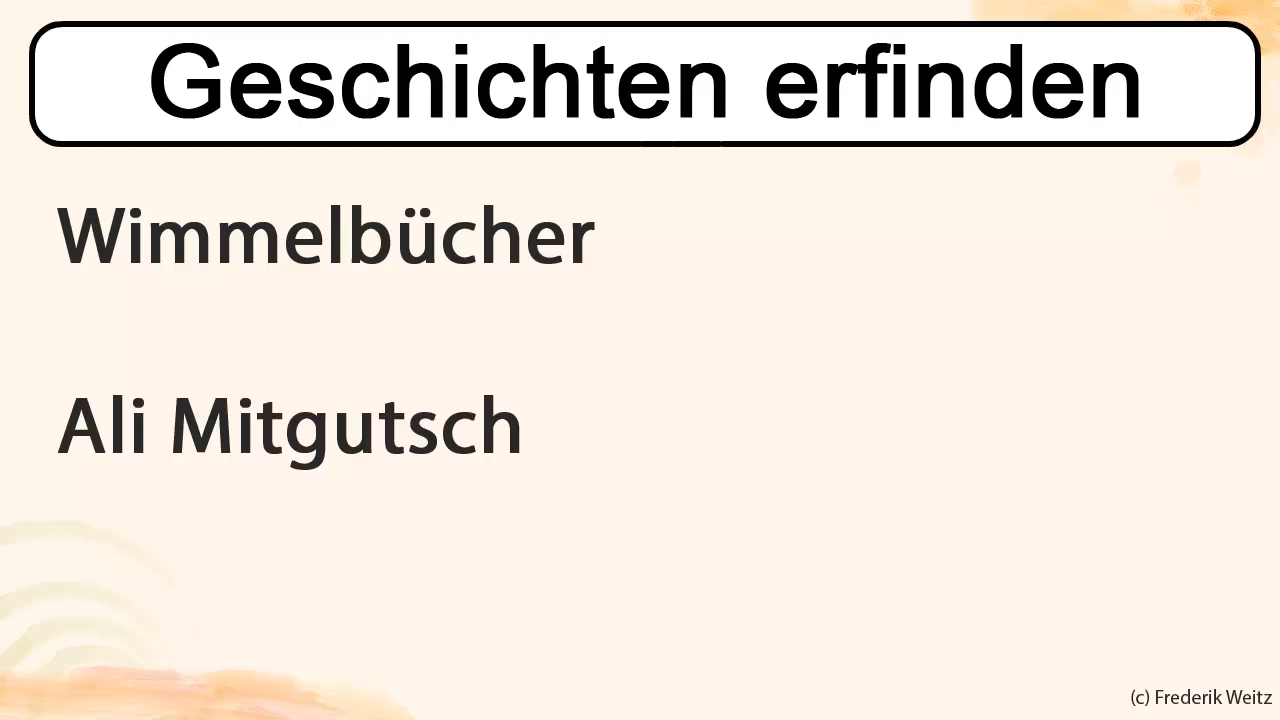 Geschichten erfinden
Wimmelbücher
Ali Mitgutsch
(c) Frederik Weitz